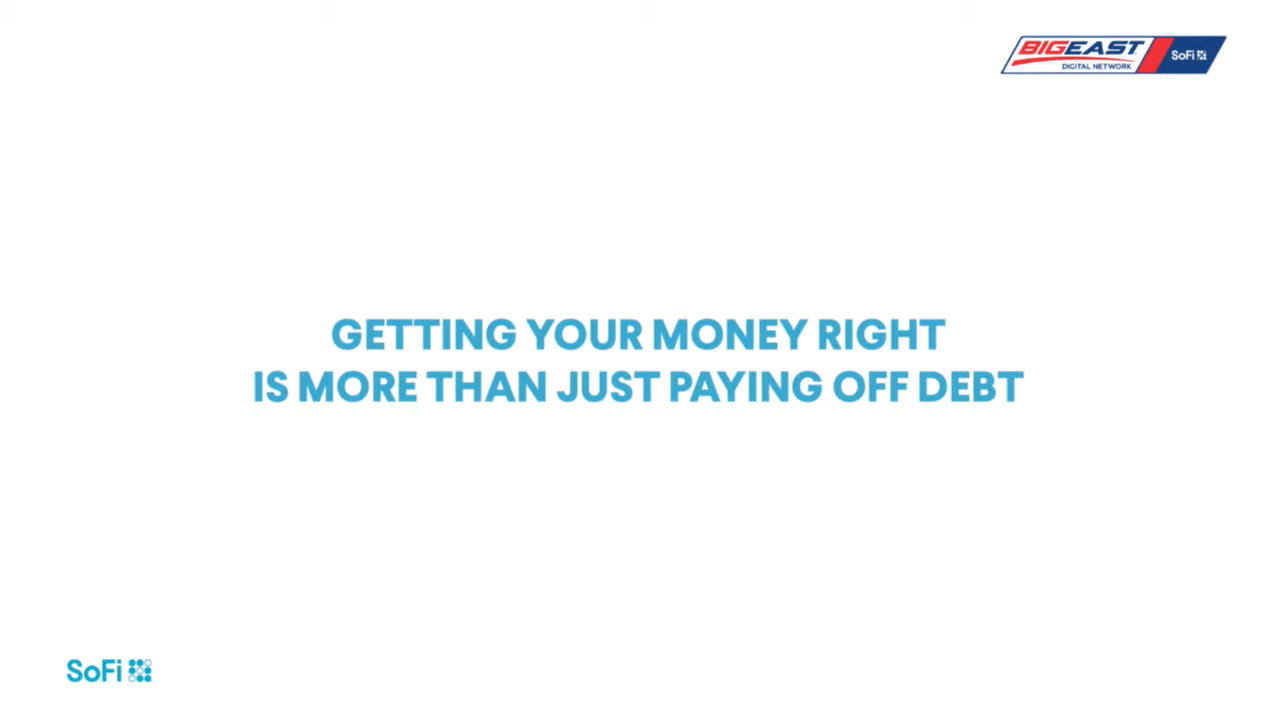 BIGEAST
DIGITAL NETWORK
SoFi
GETTING YOUR MONEY RIGHT
IS MORE THAN JUST PAYING OFF DEBT
SoFi